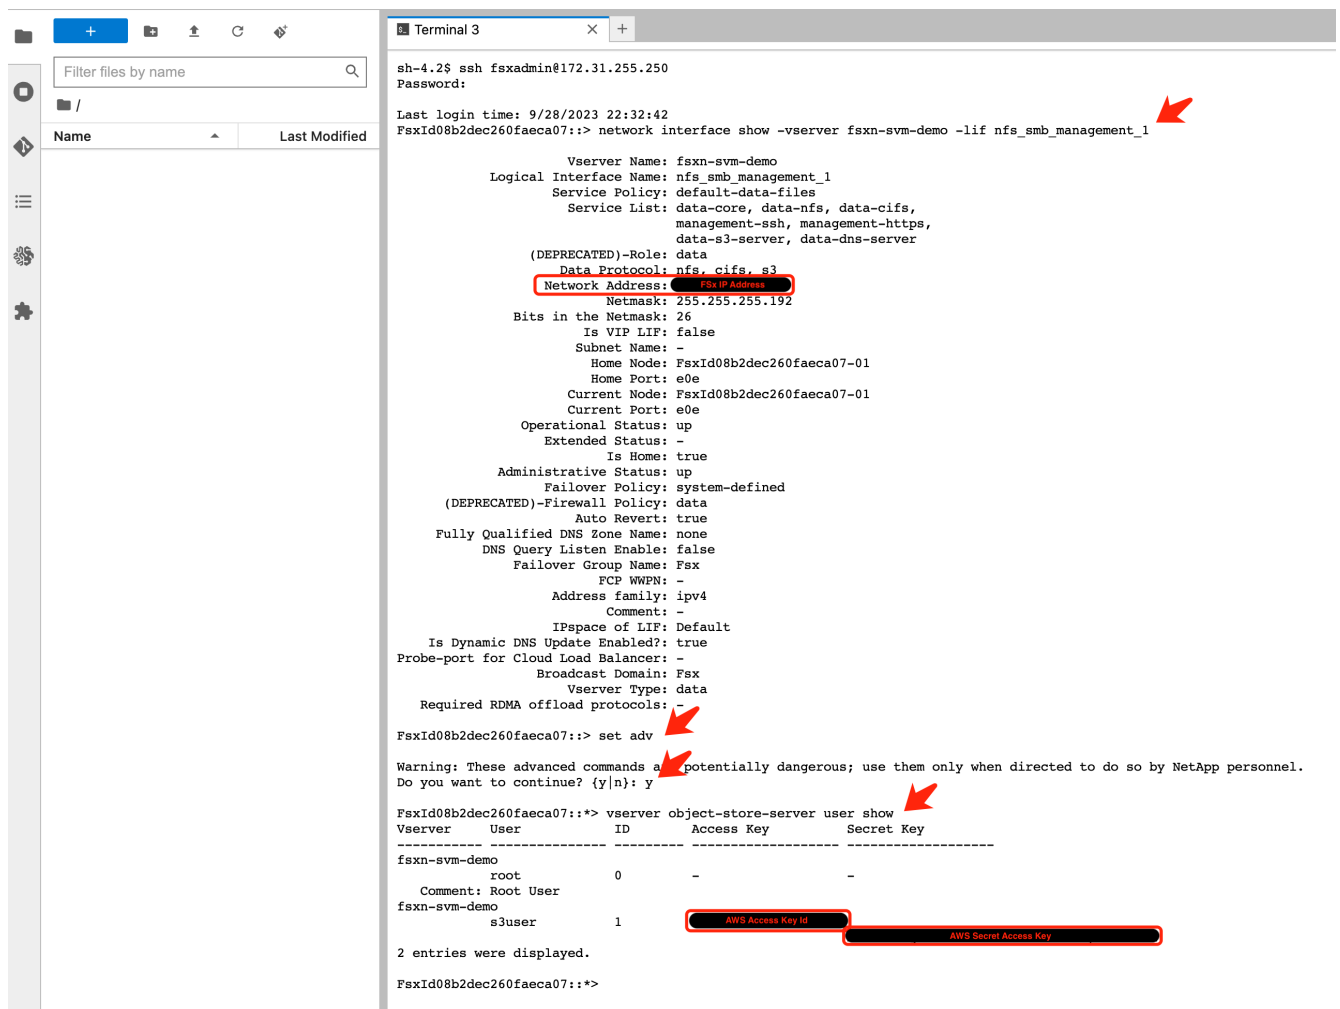 +
Terminal 3
+
Filter files by name
/
Name
Last Modified
sh-4.2$ ssh fsxadmin@172.31.255.250
Password:
Last login time: 9/28/2023 22:32:42
FsxId08b2dec260faeca07::> network interface show -vserver fsxn-svm-demo -lif nfs_smb_management_1
Vserver Name: fsxn-svm-demo
Logical Interface Name: nfs_smb_management_1
Service Policy: default-data-files
Service List: data-core, data-nfs, data-cifs,
management-ssh, management-https,
data-s3-server, data-dns-server
(DEPRECATED)-Role: data
Data Protocol: nfs, cifs, s3
Network Address: FSx IP Address
Netmask: 255.255.255.192
Bits in the Netmask: 26
Is VIP LIF: false
Subnet Name: -
Home Node: FsxId08b2dec260faeca07-01
Home Port: e0e
Current Node: FsxId08b2dec260faeca07-01
Current Port: e0e
Operational Status: up
Extended Status: -
Is Home: true
Administrative Status: up
Failover Policy: system-defined
(DEPRECATED)-Firewall Policy: data
Auto Revert: true
Fully Qualified DNS Zone Name: none
DNS Query Listen Enable: false
Failover Group Name: Fsx
FCP WWPN: -
Address family: ipv4
Comment: -
IPspace of LIF: Default
Is Dynamic DNS Update Enabled?: true
Probe-port for Cloud Load Balancer: -
Broadcast Domain: Fsx
Vserver Type: data
Required RDMA offload protocols: -
FsxId08b2dec260faeca07::> set adv
Warning: These advanced commands a potentially dangerous; use them only when directed to do so by NetApp personnel.
Do you want to continue? {y|n}: y
FsxId08b2dec260faeca07::*> vserver object-store-server user show
Vserver User ID Access Key Secret Key
----------- --------------- --------- ------------------- -------------------
fsxn-svm-demo
root 0 - -
Comment: Root User
fsxn-svm-demo
s3user 1 AWS Access Key Id
AWS Secret Access Key
2 entries were displayed.
FsxId08b2dec260faeca07::*>